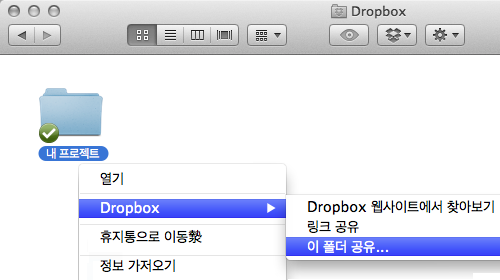 Dropbox
내 프로젝트
열기
Dropbox
Dropbox 웹사이트에서 찾아보기
링크 공유
휴지통으로 이동
이 폴더 공유...
정보 가져오기